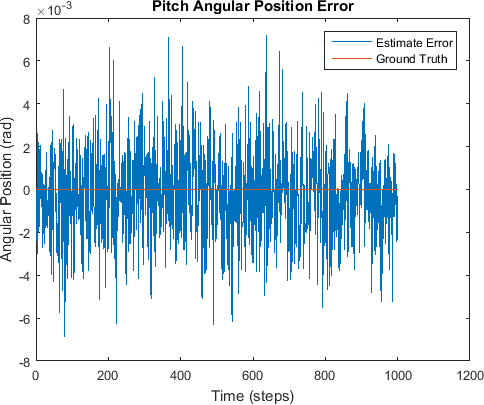 Pitch Angular Position Error
×10⁻³
8
6
4
2
0
-2
-4
-6
-8
Angular Position (rad)
Estimate Error
Ground Truth
0 200 400 600 800 1000 1200
Time (steps)